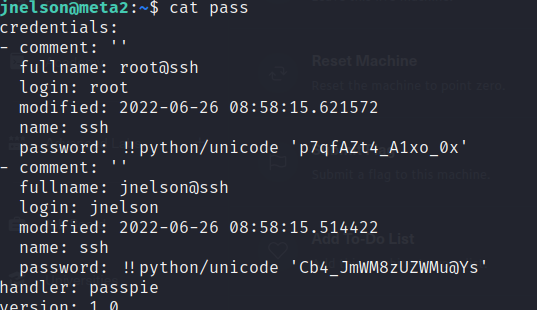 jnelson@meta2:~$ cat pass
credentials:
- comment: ''
  fullname: root@ssh
  login: root
  modified: 2022-06-26 08:58:15.621572
  name: ssh
  password: !!python/unicode 'p7qfAZt4_A1xo_0x'
- comment: ''
  fullname: jnelson@ssh
  login: jnelson
  modified: 2022-06-26 08:58:15.514422
  name: ssh
  password: !!python/unicode 'Cb4_JmWM8zUZWMu@Ys'
handler: passpie
version: 1.0
Reset Machine
Reset the machine to point zero
Submit a flag to this machine
Add To-Do List